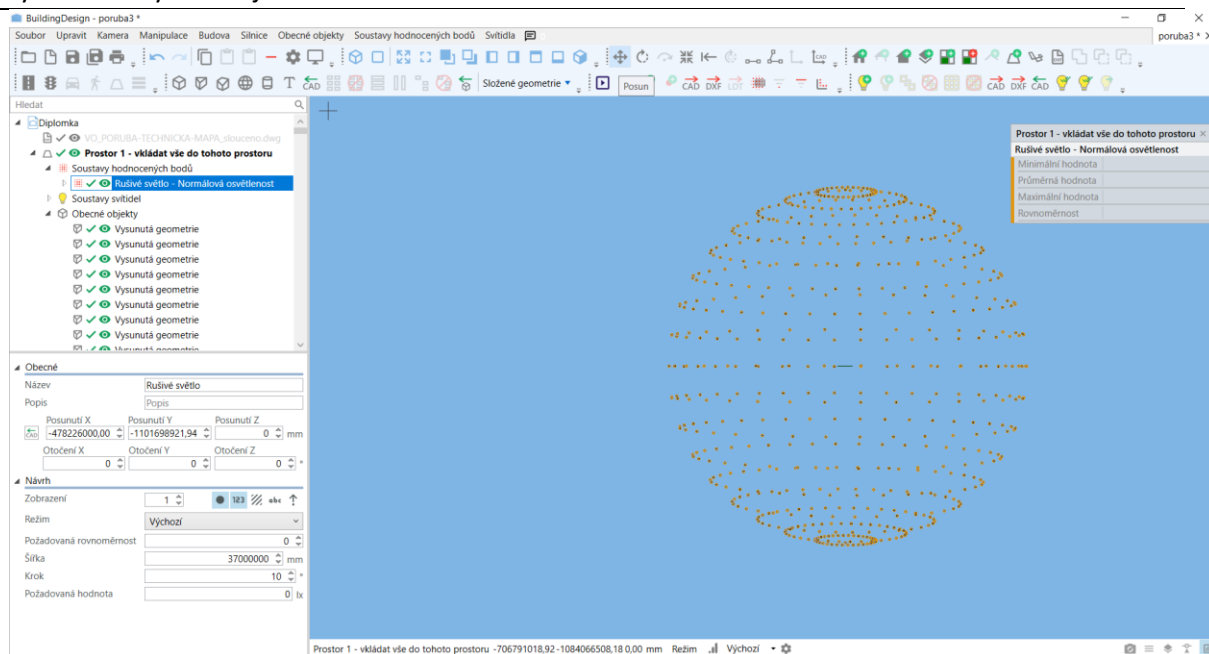 BuildingDesign - poruba3 *
Soubor Upravit Kamera Manipulace Budova Silnice Obecné objekty Soustavy hodnocených bodů Svítidla
poruba3 * ×
Složené geometrie
Posun
CAD DXF LDT
CAD DXF CAD
Hledat
Diplomka
VO_PORUBA-TECHNICKA-MAPA_slouceno.dwg
Prostor 1 - vkládat vše do tohoto prostoru
Soustavy hodnocených bodů
Rušivé světlo - Normálová osvětlenost
Soustavy svítidel
Obecné objekty
Vysunutá geometrie
Vysunutá geometrie
Vysunutá geometrie
Vysunutá geometrie
Vysunutá geometrie
Vysunutá geometrie
Vysunutá geometrie
Vysunutá geometrie
Vysunutá geometrie
Prostor 1 - vkládat vše do tohoto prostoru ×
Rušivé světlo - Normálová osvětlenost
Minimální hodnota
Průměrná hodnota
Maximální hodnota
Rovnoměrnost
Obecné
Název Rušivé světlo
Popis Popis
Posunutí X Posunutí Y Posunutí Z
CAD -478226000,00 -1101698921,94 0 mm
Otočení X Otočení Y Otočení Z
0 0 0 °
Návrh
Zobrazení 1 123 abc
Režim Výchozí
Požadovaná rovnoměrnost 0
Šířka 37000000 mm
Krok 10 °
Požadovaná hodnota 0 lx
Prostor 1 - vkládat vše do tohoto prostoru -706791018,92 -1084066508,18 0,00 mm Režim Výchozí